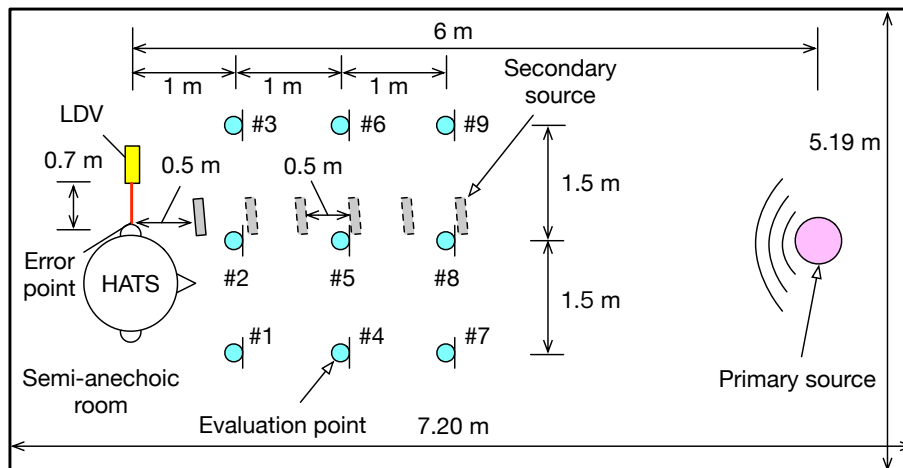 6 m
1 m
1 m
1 m
Secondary
source
LDV
#3
#6
#9
5.19 m
0.7 m
0.5 m
0.5 m
1.5 m
Error
point
HATS
#2
#5
#8
1.5 m
#1
#4
#7
Semi-anechoic
room
Evaluation point
Primary source
7.20 m